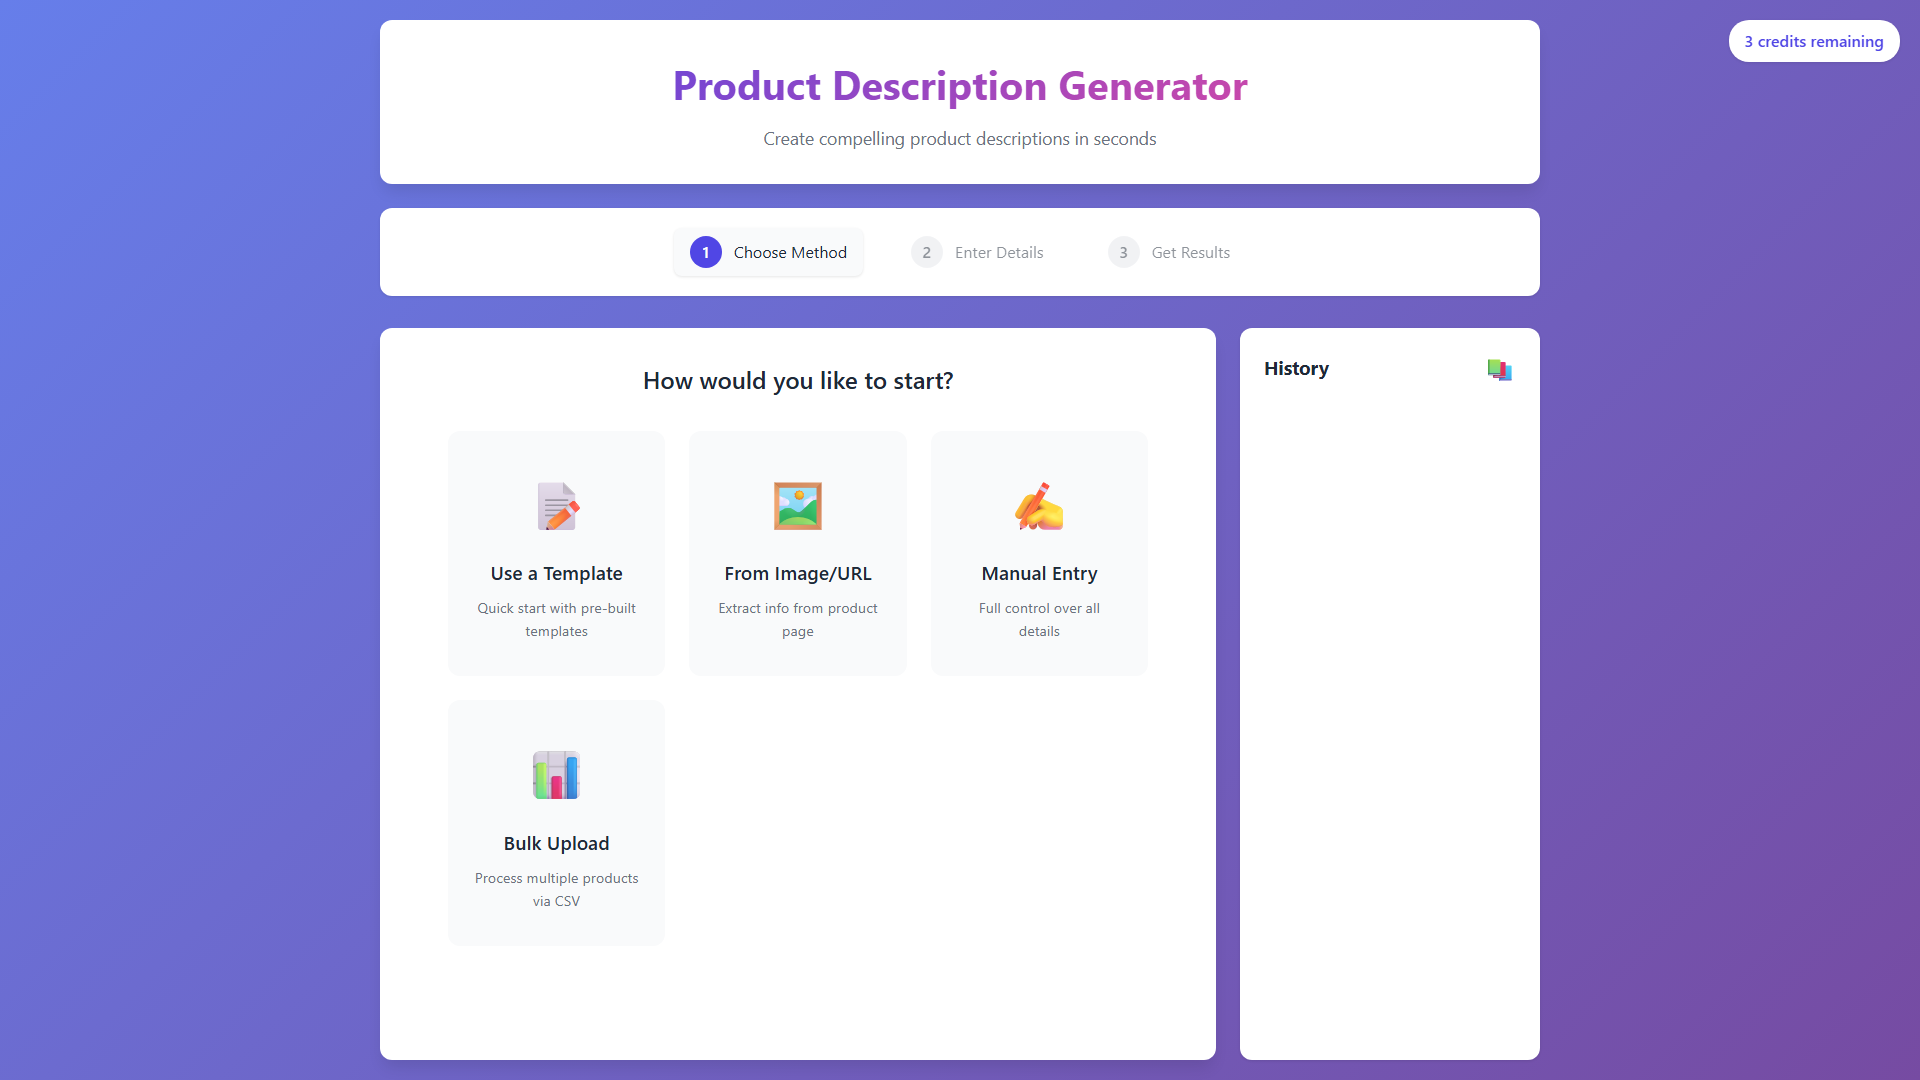 3 credits remaining
Product Description Generator
Create compelling product descriptions in seconds
1 Choose Method
2 Enter Details
3 Get Results
How would you like to start?
Use a Template
Quick start with pre-built
templates
From Image/URL
Extract info from product
page
Manual Entry
Full control over all
details
Bulk Upload
Process multiple products
via CSV
History